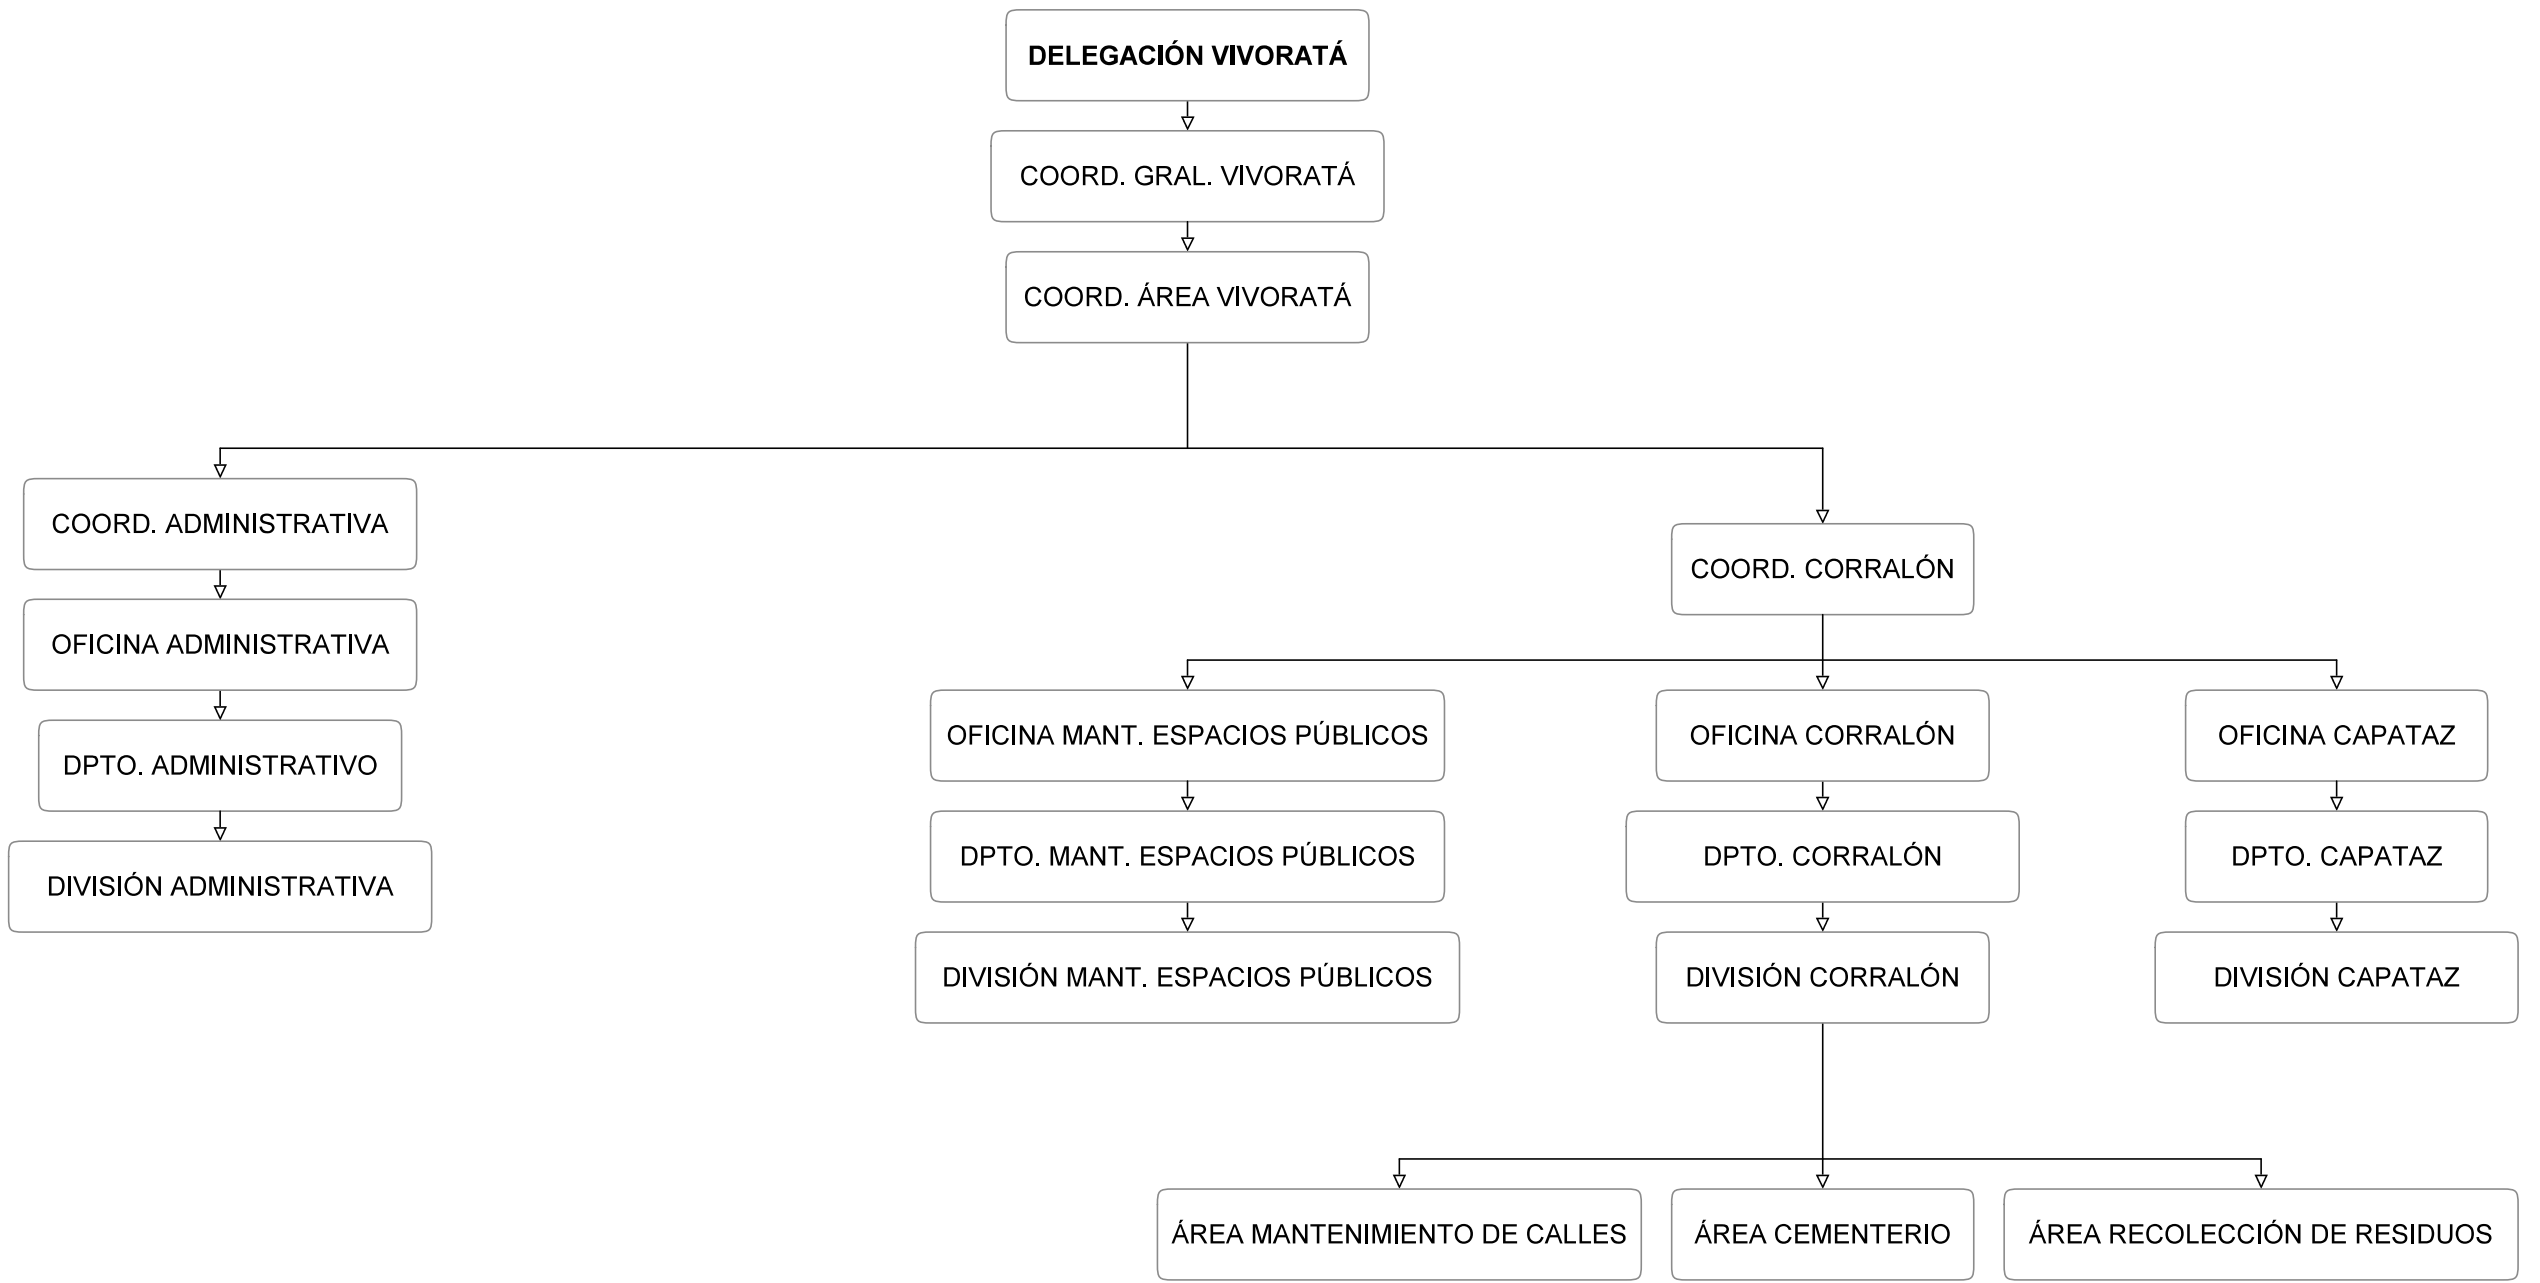 DELEGACIÓN VIVORATÁ
COORD. GRAL. VIVORATÁ
COORD. ÁREA VIVORATÁ
COORD. ADMINISTRATIVA
OFICINA ADMINISTRATIVA
DPTO. ADMINISTRATIVO
DIVISIÓN ADMINISTRATIVA
COORD. CORRALÓN
OFICINA MANT. ESPACIOS PÚBLICOS
DPTO. MANT. ESPACIOS PÚBLICOS
DIVISIÓN MANT. ESPACIOS PÚBLICOS
OFICINA CORRALÓN
DPTO. CORRALÓN
DIVISIÓN CORRALÓN
OFICINA CAPATAZ
DPTO. CAPATAZ
DIVISIÓN CAPATAZ
ÁREA MANTENIMIENTO DE CALLES
ÁREA CEMENTERIO
ÁREA RECOLECCIÓN DE RESIDUOS